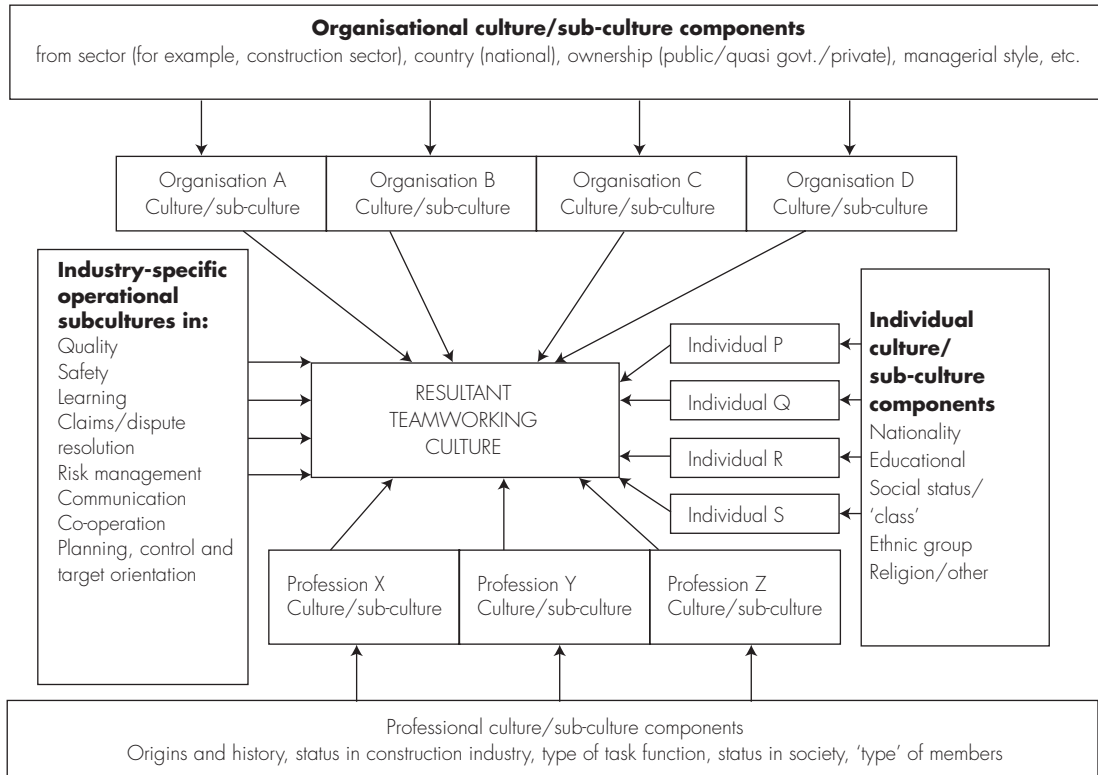 Organisational culture/sub-culture components
from sector (for example, construction sector), country (national), ownership (public/quasi govt./private), managerial style, etc.
Organisation A
Culture/sub-culture
Organisation B
Culture/sub-culture
Organisation C
Culture/sub-culture
Organisation D
Culture/sub-culture
Industry-specific
operational
subcultures in:
Quality
Safety
Learning
Claims/dispute
resolution
Risk management
Communication
Co-operation
Planning, control and
target orientation
RESULTANT
TEAMWORKING
CULTURE
Individual P
Individual Q
Individual R
Individual S
Individual
culture/
sub-culture
components
Nationality
Educational
Social status/
‘class’
Ethnic group
Religion/other
Profession X
Culture/sub-culture
Profession Y
Culture/sub-culture
Profession Z
Culture/sub-culture
Professional culture/sub-culture components
Origins and history, status in construction industry, type of task function, status in society, ‘type’ of members